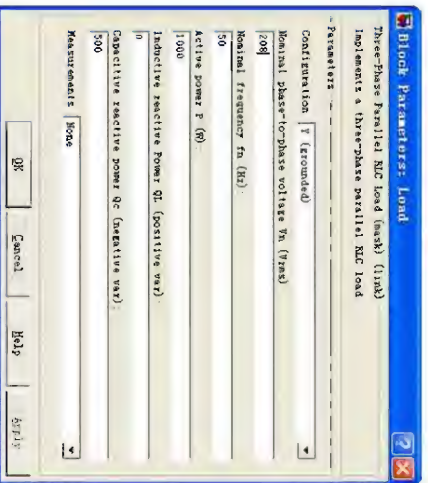 Block Parameters: Load
Three-Phase Parallel RLC Load (mask) (link)
Implements a three-phase parallel RLC load
Parameters
Configuration Y (grounded)
Nominal phase-to-phase voltage Vn (Vrms)
208
Nominal frequency fn (Hz):
50
Active power P (W)
1000
Inductive reactive Power QL (positive var):
0
Capacitive reactive power Qc (negative var):
500
Measurements None
OK Cancel Help Apply